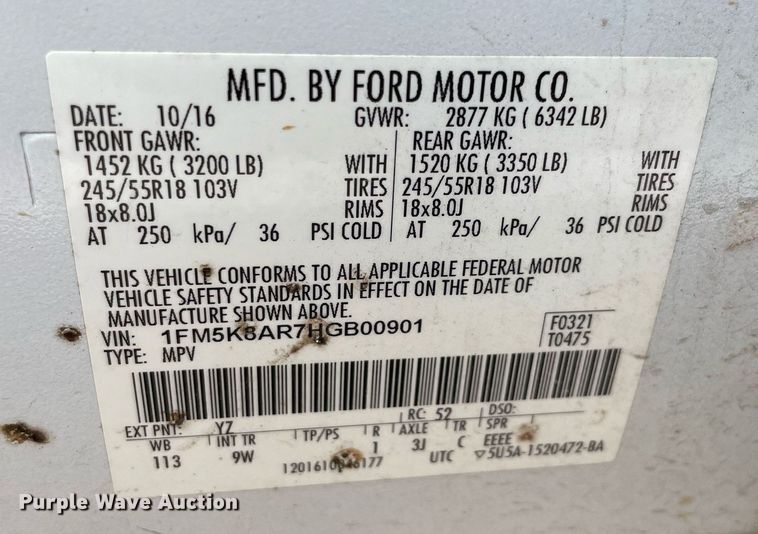 MFD. BY FORD MOTOR CO.
DATE: 10/16 GVWR: 2877 KG ( 6342 LB)
FRONT GAWR: REAR GAWR:
1452 KG ( 3200 LB) WITH 1520 KG ( 3350 LB) WITH
245/55R18 103V TIRES 245/55R18 103V TIRES
18x8.0J RIMS 18x8.0J RIMS
AT 250 kPa/ 36 PSI COLD AT 250 kPa/ 36 PSI COLD
THIS VEHICLE CONFORMS TO ALL APPLICABLE FEDERAL MOTOR
VEHICLE SAFETY STANDARDS IN EFFECT ON THE DATE OF
MANUFACTURE SHOWN ABOVE.
VIN: 1FM5K8AR7HGB00901 F0321
TYPE: MPV T0475
EXT PNT: YZ RC: 52 DSO:
WB INT TR TP/PS R AXLE TR SPR
113 9W 1 3J C EEEE
UTC ▽5U5A-1520472-BA
Purple Wave Auction